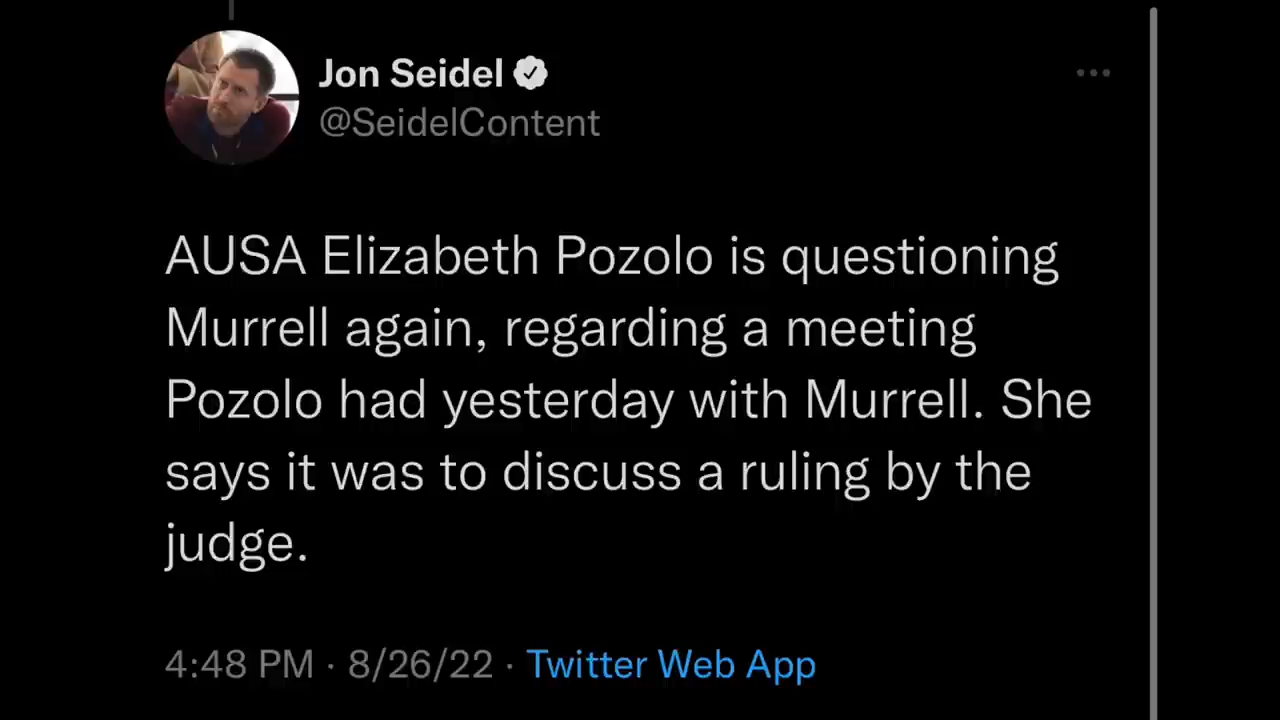 Jon Seidel
@SeidelContent
AUSA Elizabeth Pozolo is questioning
Murrell again, regarding a meeting
Pozolo had yesterday with Murrell. She
says it was to discuss a ruling by the
judge.
4:48 PM · 8/26/22 · Twitter Web App